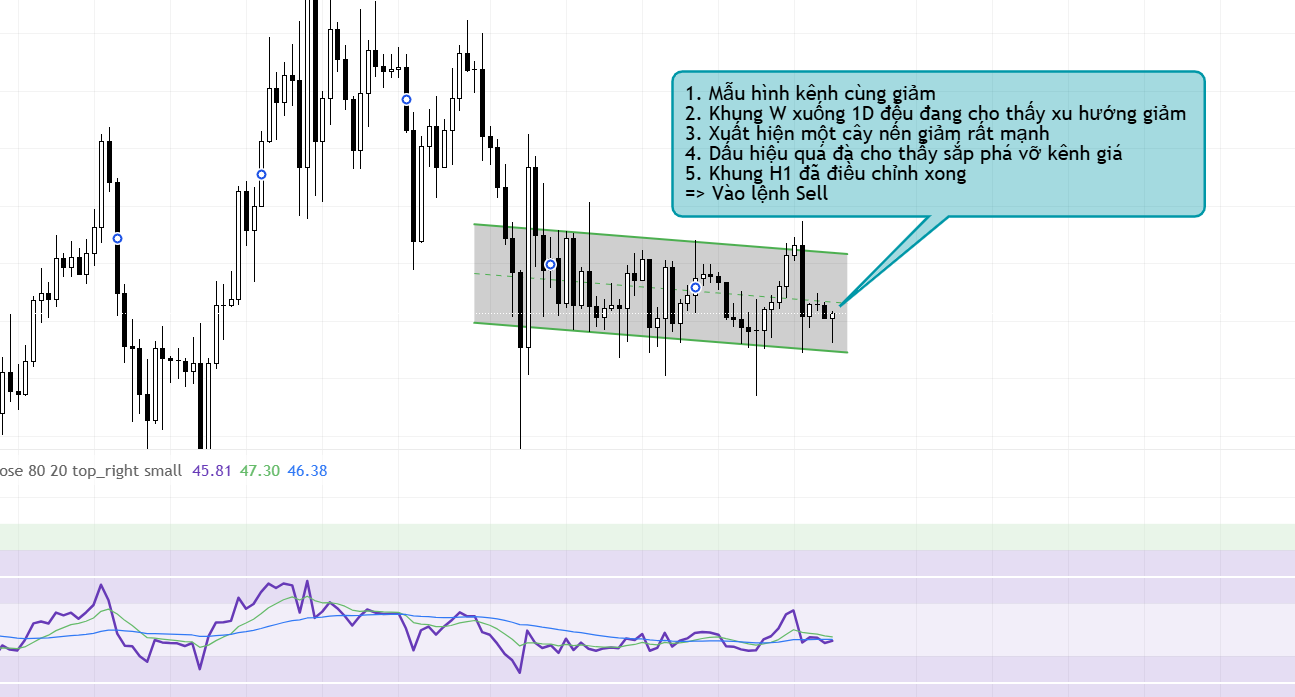 1. Mẫu hình kênh cùng giảm
2. Khung W xuống 1D đều đang cho thấy xu hướng giảm
3. Xuất hiện một cây nến giảm rất mạnh
4. Dấu hiệu quá đà cho thấy sắp phá vỡ kênh giá
5. Khung H1 đã điều chỉnh xong
=> Vào lệnh Sell
ose 80 20 top_right small 45.81 47.30 46.38